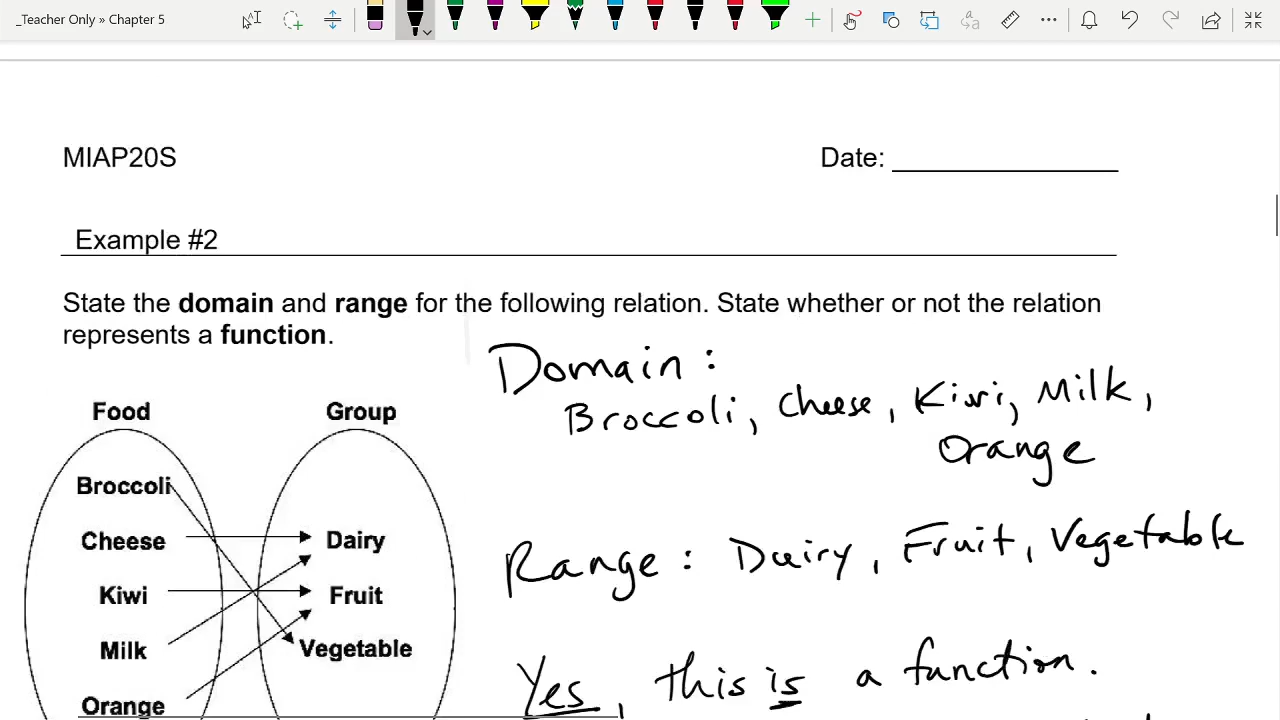 _Teacher Only » Chapter 5
MIAP20S
Date:
Example #2
State the domain and range for the following relation. State whether or not the relation
represents a function.
Domain :
Broccoli, Cheese, Kiwi, Milk,
Orange
Food
Group
Broccoli
Cheese
Dairy
Kiwi
Fruit
Milk
Vegetable
Orange
Range : Dairy, Fruit, Vegetable
Yes, this is a function.